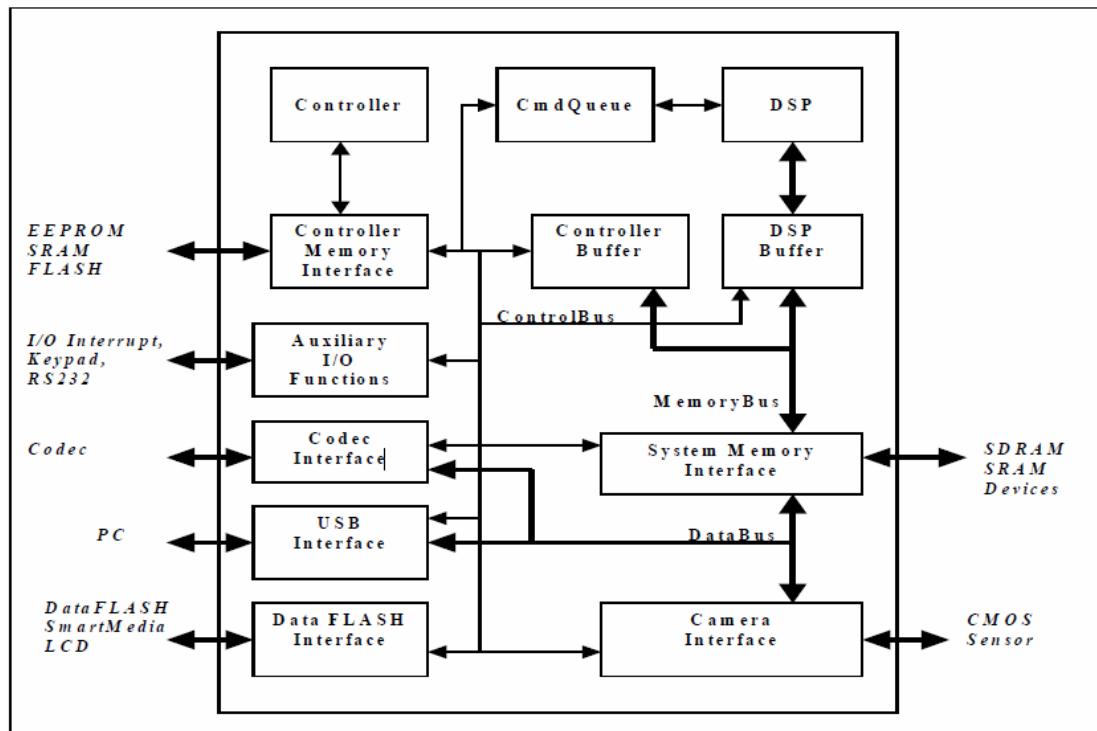 Controller
CmdQueue
DSP
EEPROM
SRAM
FLASH
Controller
Memory
Interface
Controller
Buffer
DSP
Buffer
ControlBus
I/O Interrupt,
Keypad,
RS232
Auxiliary
I/O
Functions
MemoryBus
Codec
Codec
Interface
System Memory
Interface
SDRAM
SRAM
Devices
PC
USB
Interface
DataBus
DataFLASH
SmartMedia
LCD
Data FLASH
Interface
Camera
Interface
CMOS
Sensor